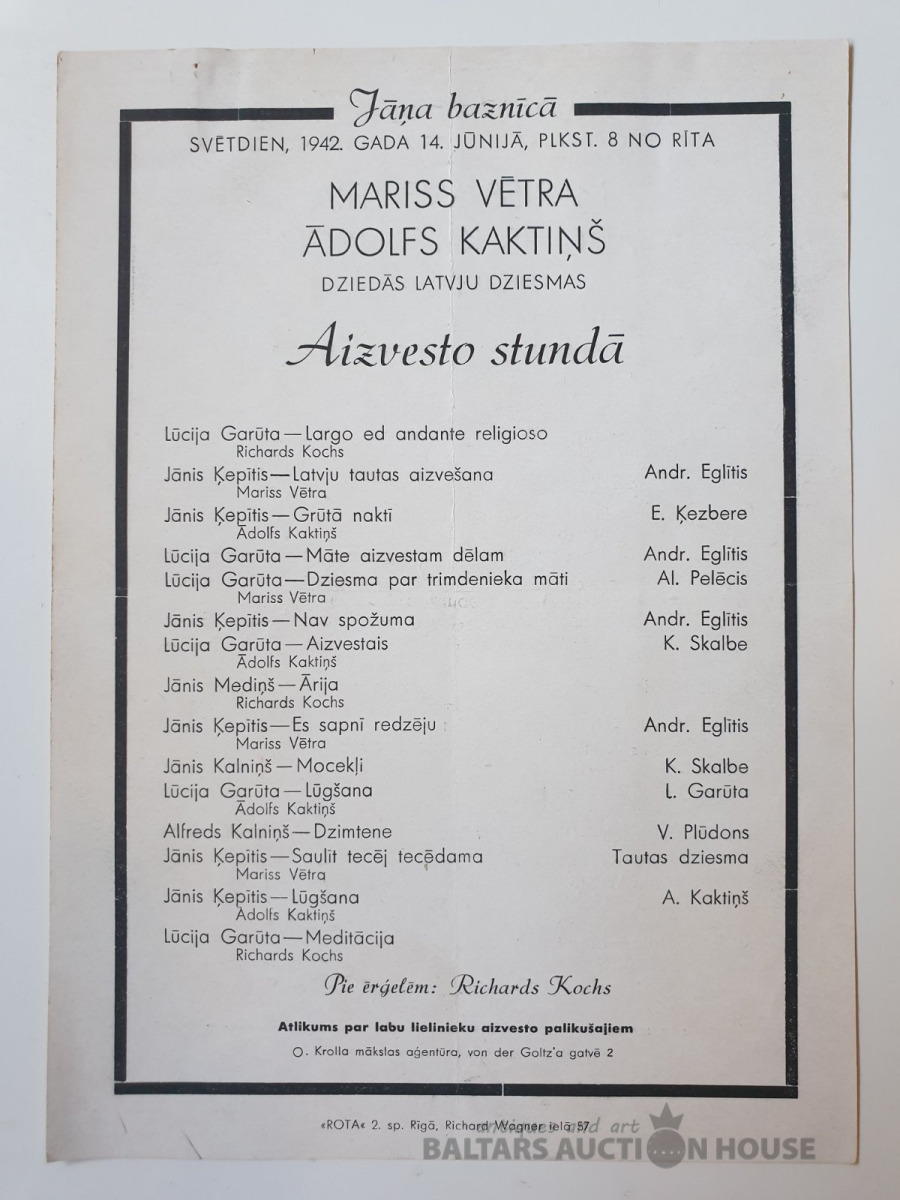 Jāņa baznīcā
SVĒTDIEN, 1942. GADA 14. JŪNIJĀ, PLKST. 8 NO RĪTA
MARISS VĒTRA
ĀDOLFS KAKTIŅŠ
DZIEDĀS LATVJU DZIESMAS
Aizvesto stundā
Lūcija Garūta—Largo ed andante religioso
Richards Kochs
Jānis Ķepītis—Latvju tautas aizvešana Andr. Eglītis
Mariss Vētra
Jānis Ķepītis—Grūtā naktī E. Ķezbere
Ādolfs Kaktiņš
Lūcija Garūta—Māte aizvestam dēlam Andr. Eglītis
Lūcija Garūta—Dziesma par trimdenieka māti Al. Pelēcis
Mariss Vētra
Jānis Ķepītis—Nav spožuma Andr. Eglītis
Lūcija Garūta—Aizvestais K. Skalbe
Ādolfs Kaktiņš
Jānis Mediņš—Ārija
Richards Kochs
Jānis Ķepītis—Es sapnī redzēju Andr. Eglītis
Mariss Vētra
Jānis Kalniņš—Mocekļi K. Skalbe
Lūcija Garūta—Lūgšana L. Garūta
Ādolfs Kaktiņš
Alfreds Kalniņš—Dzimtene V. Plūdons
Jānis Ķepītis—Saulīt tecēj tecēdama Tautas dziesma
Mariss Vētra
Jānis Ķepītis—Lūgšana A. Kaktiņš
Ādolfs Kaktiņš
Lūcija Garūta—Meditācija
Richards Kochs
Pie ērģelēm: Richards Kochs
Atlikums par labu lielinieku aizvesto palikušajiem
O. Krolla mākslas aģentūra, von der Goltz'a gatvē 2
«ROTA« 2. sp. Rīgā, Richard Wagner ielā 57
antiques and art
BALTARS AUCTION HOUSE